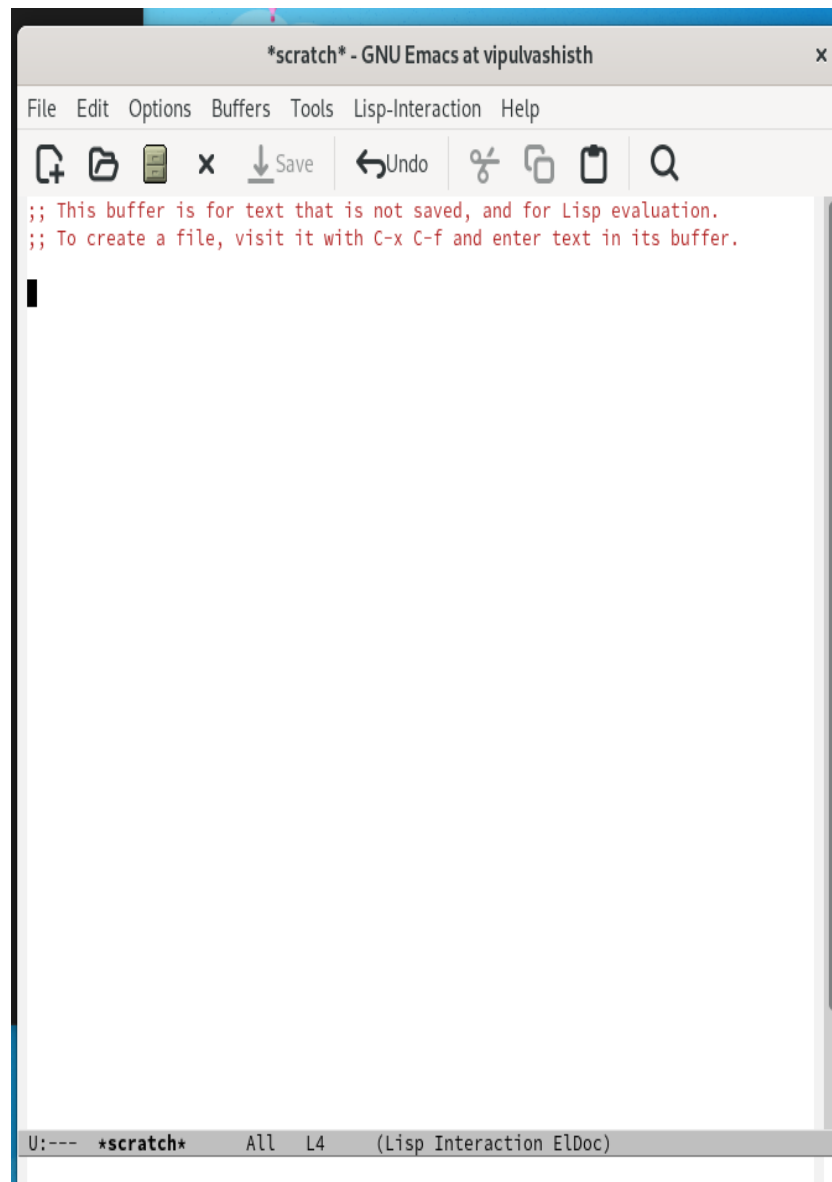 *scratch* - GNU Emacs at vipulvashisth
File Edit Options Buffers Tools Lisp-Interaction Help
Save Undo
;; This buffer is for text that is not saved, and for Lisp evaluation.
;; To create a file, visit it with C-x C-f and enter text in its buffer.
U:--- *scratch* All L4 (Lisp Interaction ElDoc)